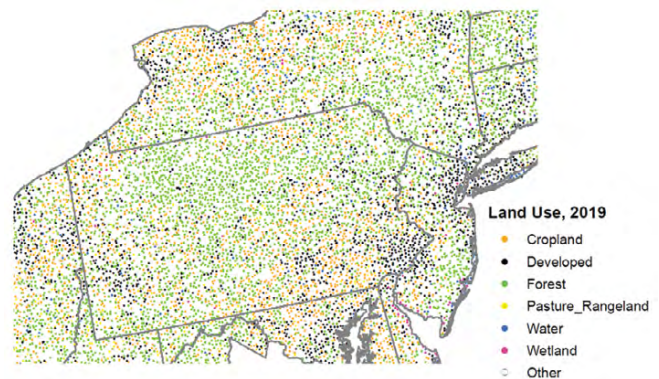 Land Use, 2019
Cropland
Developed
Forest
Pasture_Rangeland
Water
Wetland
Other